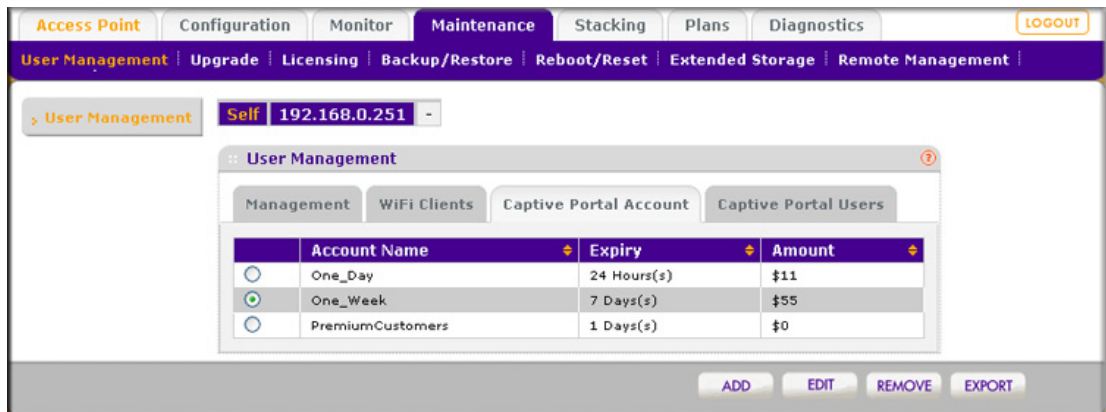 Access Point Configuration Monitor Maintenance Stacking Plans Diagnostics LOGOUT
User Management Upgrade Licensing Backup/Restore Reboot/Reset Extended Storage Remote Management
> User Management
Self 192.168.0.251 -
User Management ?
Management WiFi Clients Captive Portal Account Captive Portal Users
Account Name Expiry Amount
One_Day 24 Hours(s) $11
One_Week 7 Days(s) $55
PremiumCustomers 1 Days(s) $0
ADD EDIT REMOVE EXPORT